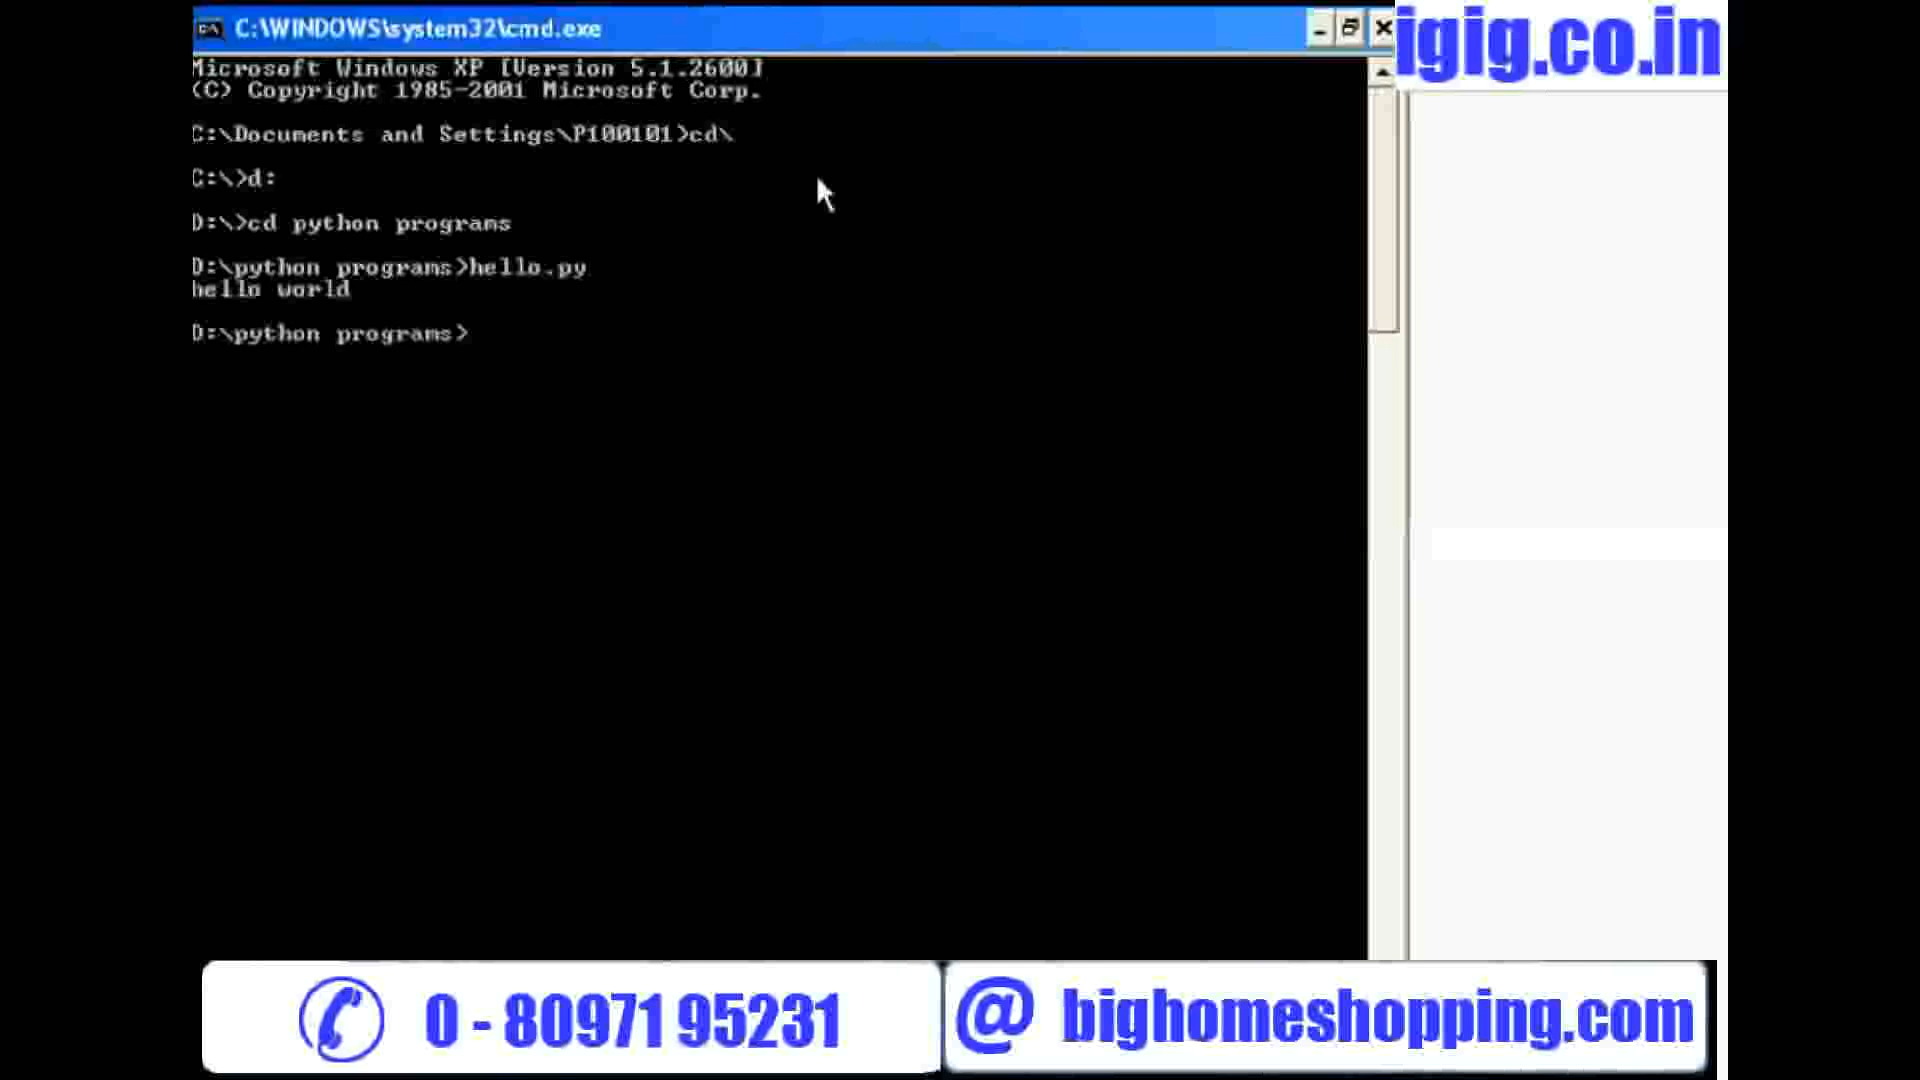 C:\WINDOWS\system32\cmd.exe
igig.co.in
Microsoft Windows XP [Version 5.1.2600]
(C) Copyright 1985-2001 Microsoft Corp.
C:\Documents and Settings\P100101>cd\
C:\>d:
D:\>cd python programs
D:\python programs>hello.py
hello world
D:\python programs>
0 - 80971 95231
@ bighomeshopping.com